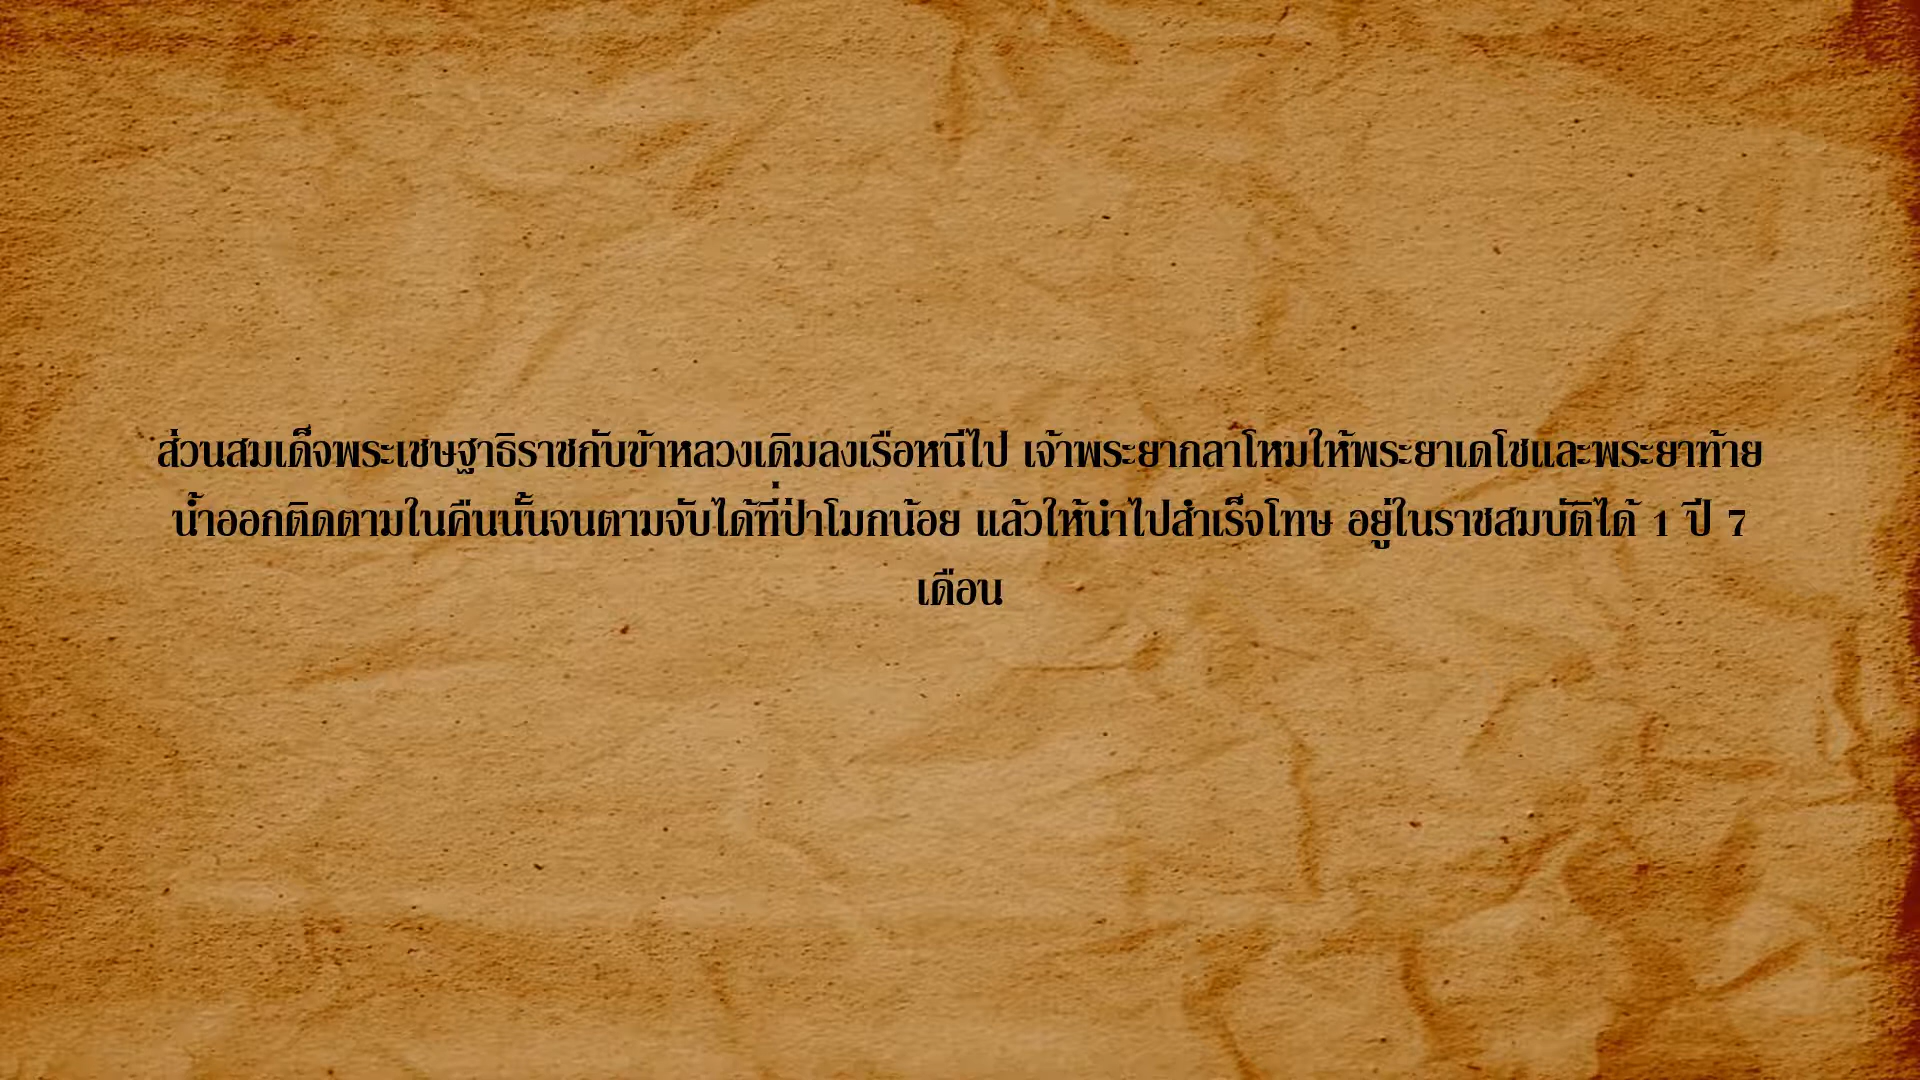 ส่วนสมเด็จพระเชษฐาธิราชกับข้าหลวงเดิมลงเรือหนีไป เจ้าพระยากลาโหมให้พระยาเดโชและพระยาท้าย
น้ำออกติดตามในคืนนั้นจนตามจับได้ที่ป่าโมกน้อย แล้วให้นำไปสำเร็จโทษ อยู่ในราชสมบัติได้ 1 ปี 7
เดือน